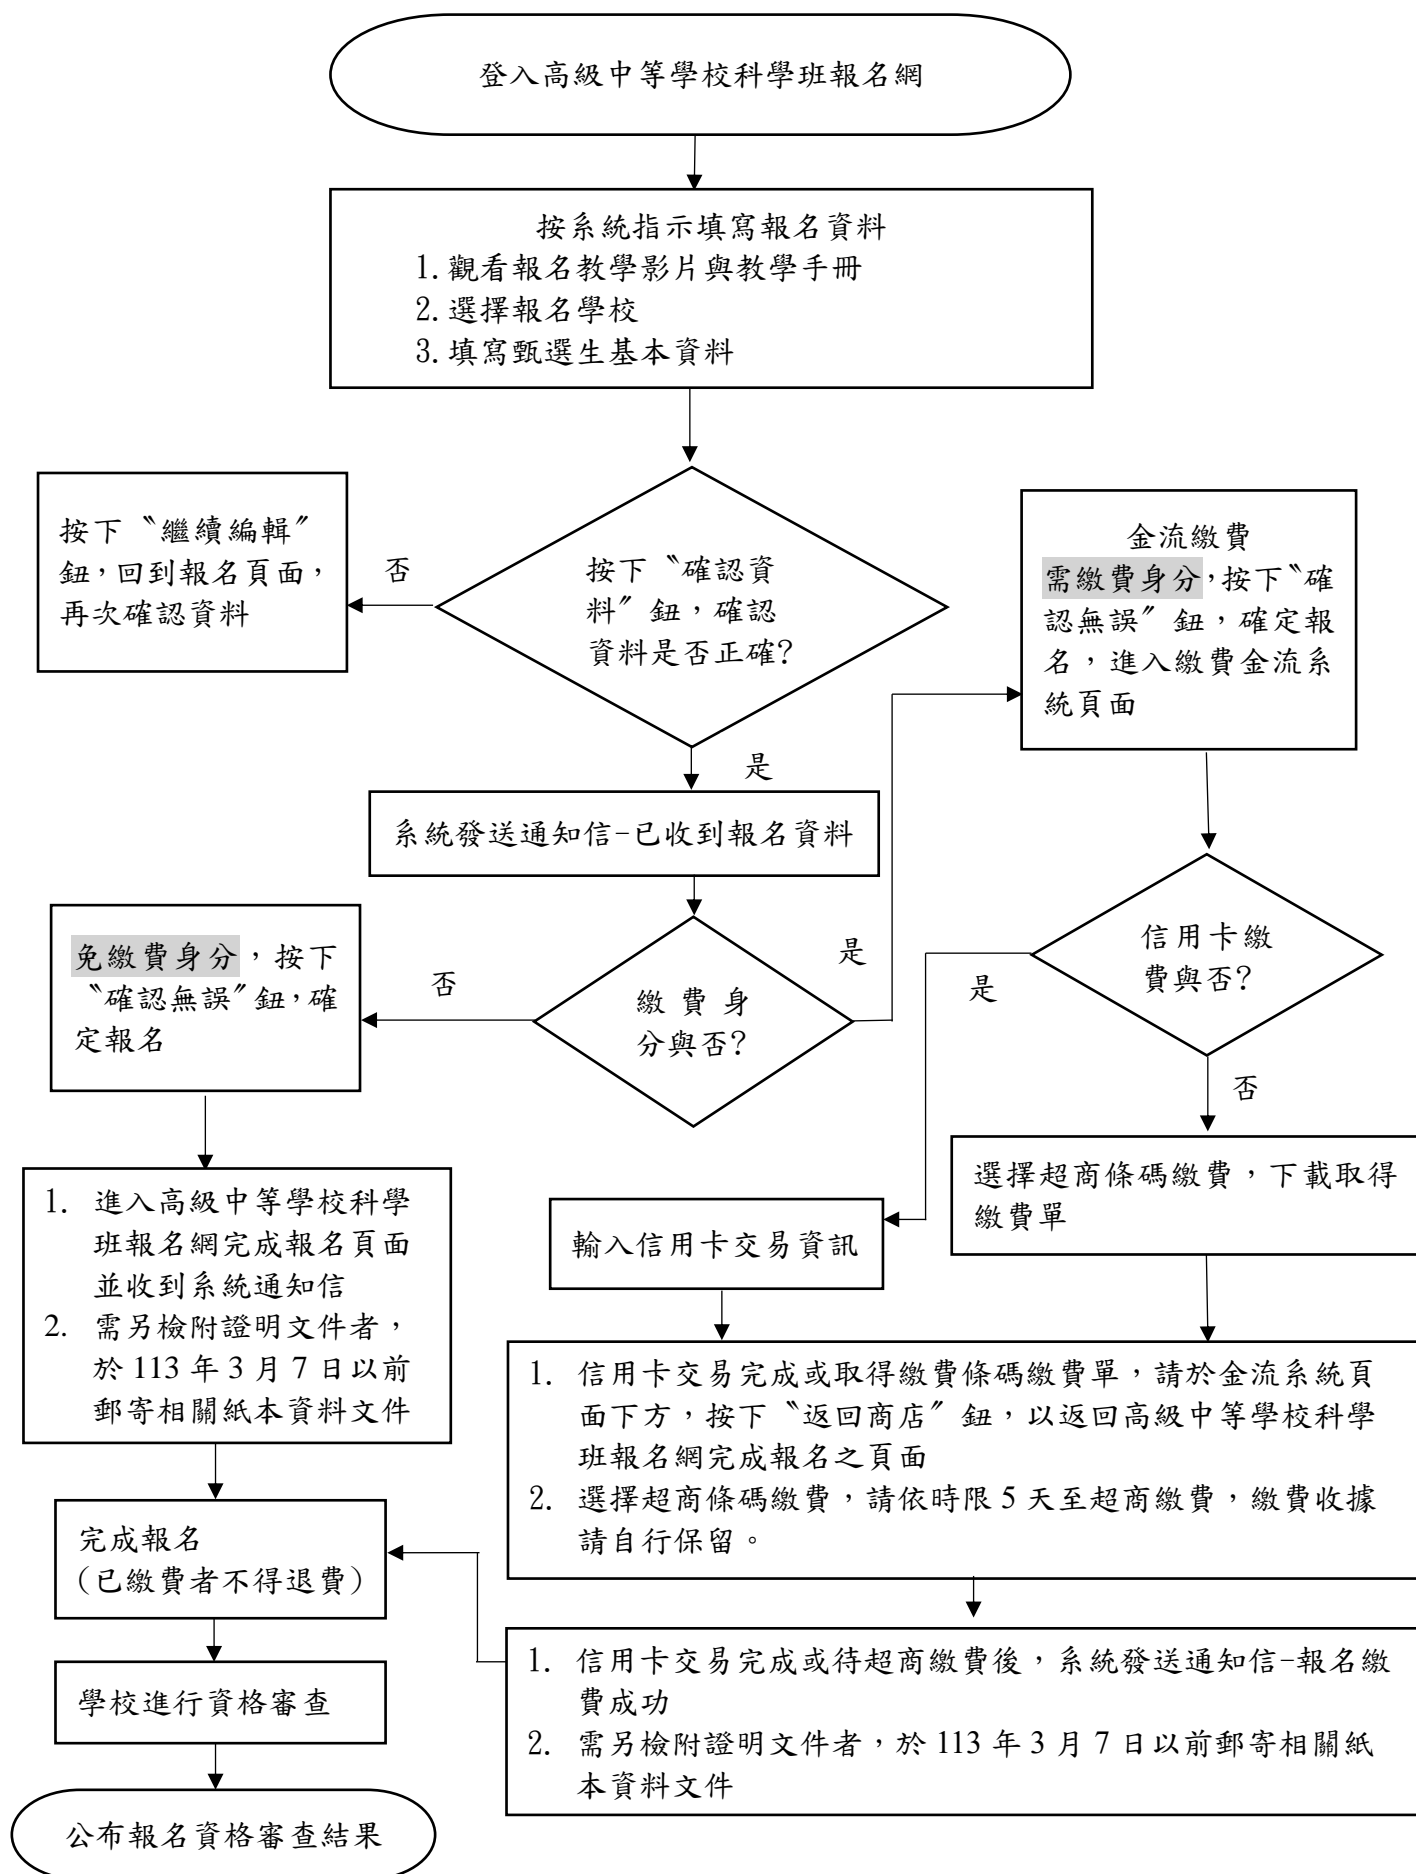 登入高級中等學校科學班報名網
按系統指示填寫報名資料
1.觀看報名教學影片與教學手冊
2.選擇報名學校
3.填寫甄選生基本資料
按下〝確認資
料〞鈕，確認
資料是否正確?
否
按下〝繼續編輯〞
鈕，回到報名頁面，
再次確認資料
是
系統發送通知信-已收到報名資料
繳費身
分與否?
否
免繳費身分，按下
〝確認無誤〞鈕，確
定報名
1. 進入高級中等學校科學
班報名網完成報名頁面
並收到系統通知信
2. 需另檢附證明文件者，
於 113 年 3 月 7 日以前
郵寄相關紙本資料文件
是
金流繳費
需繳費身分，按下〝確
認無誤〞鈕，確定報
名，進入繳費金流系
統頁面
信用卡繳
費與否?
是
輸入信用卡交易資訊
否
選擇超商條碼繳費，下載取得
繳費單
1. 信用卡交易完成或取得繳費條碼繳費單，請於金流系統頁
面下方，按下〝返回商店〞鈕，以返回高級中等學校科學
班報名網完成報名之頁面
2. 選擇超商條碼繳費，請依時限 5 天至超商繳費，繳費收據
請自行保留。
1. 信用卡交易完成或待超商繳費後，系統發送通知信-報名繳
費成功
2. 需另檢附證明文件者，於 113 年 3 月 7 日以前郵寄相關紙
本資料文件
完成報名
（已繳費者不得退費）
學校進行資格審查
公布報名資格審查結果